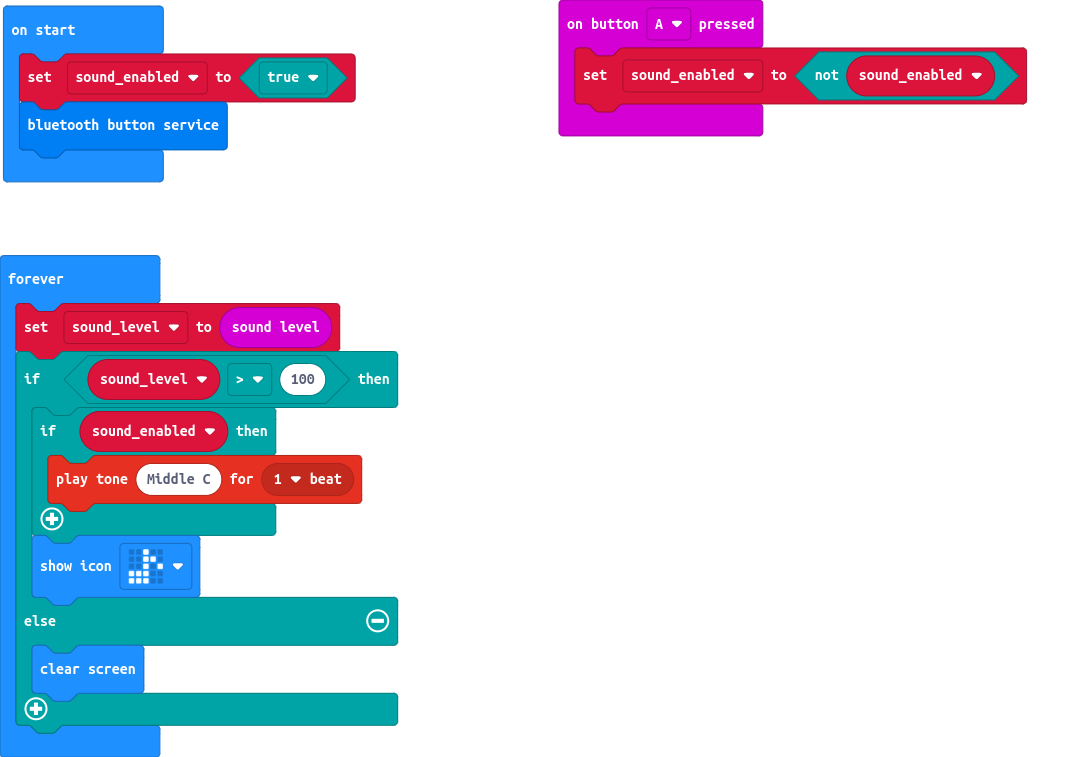 on start
set sound_enabled to true
bluetooth button service
on button A pressed
set sound_enabled to not sound_enabled
forever
set sound_level to sound level
if sound_level > 100 then
if sound_enabled then
play tone Middle C for 1 beat
show icon
else
clear screen